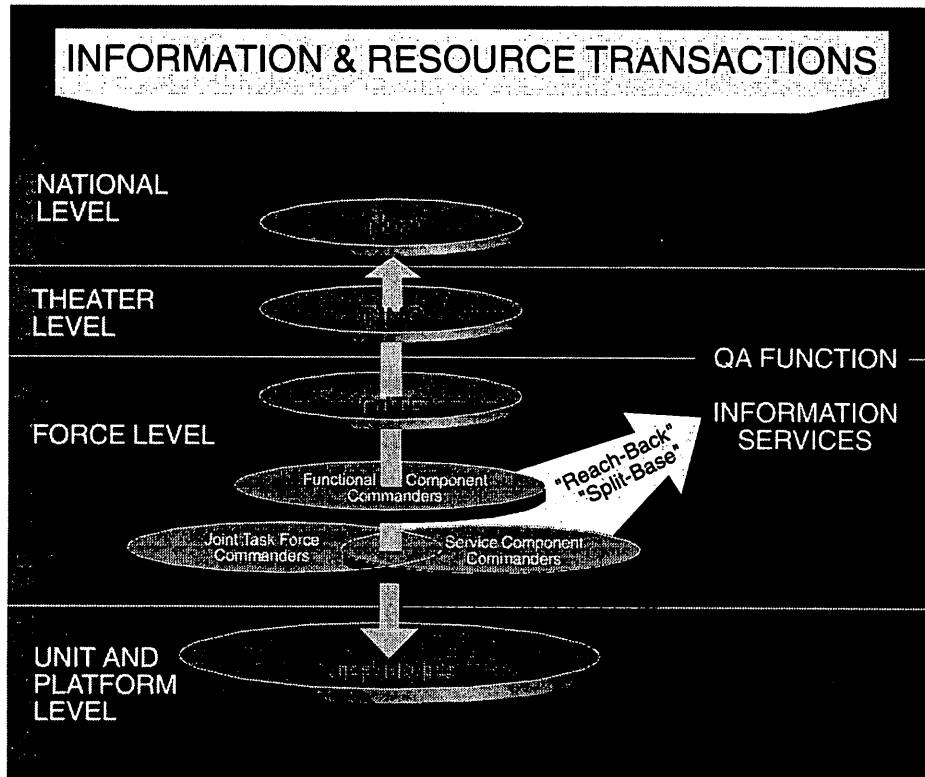 INFORMATION & RESOURCE TRANSACTIONS
NATIONAL
LEVEL
THEATER
LEVEL
QA FUNCTION
FORCE LEVEL
INFORMATION
SERVICES
"Reach-Back"
"Split-Base"
Functional Component
Commanders
Joint Task Force
Commanders
Service Component
Commanders
UNIT AND
PLATFORM
LEVEL